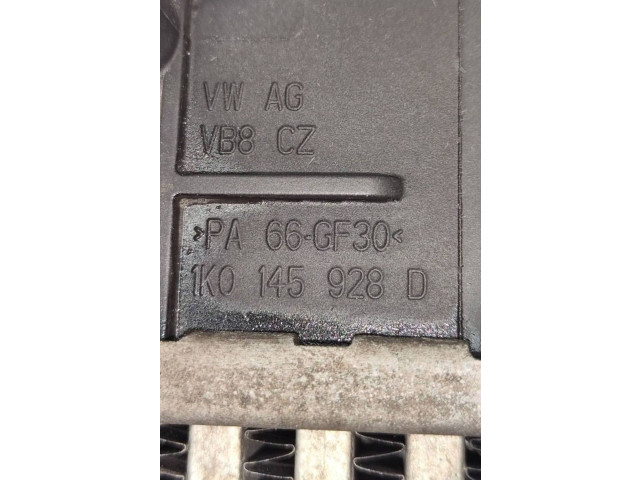 VW AG
VB8 CZ
>PA 66-GF30<
1K0 145 928 D